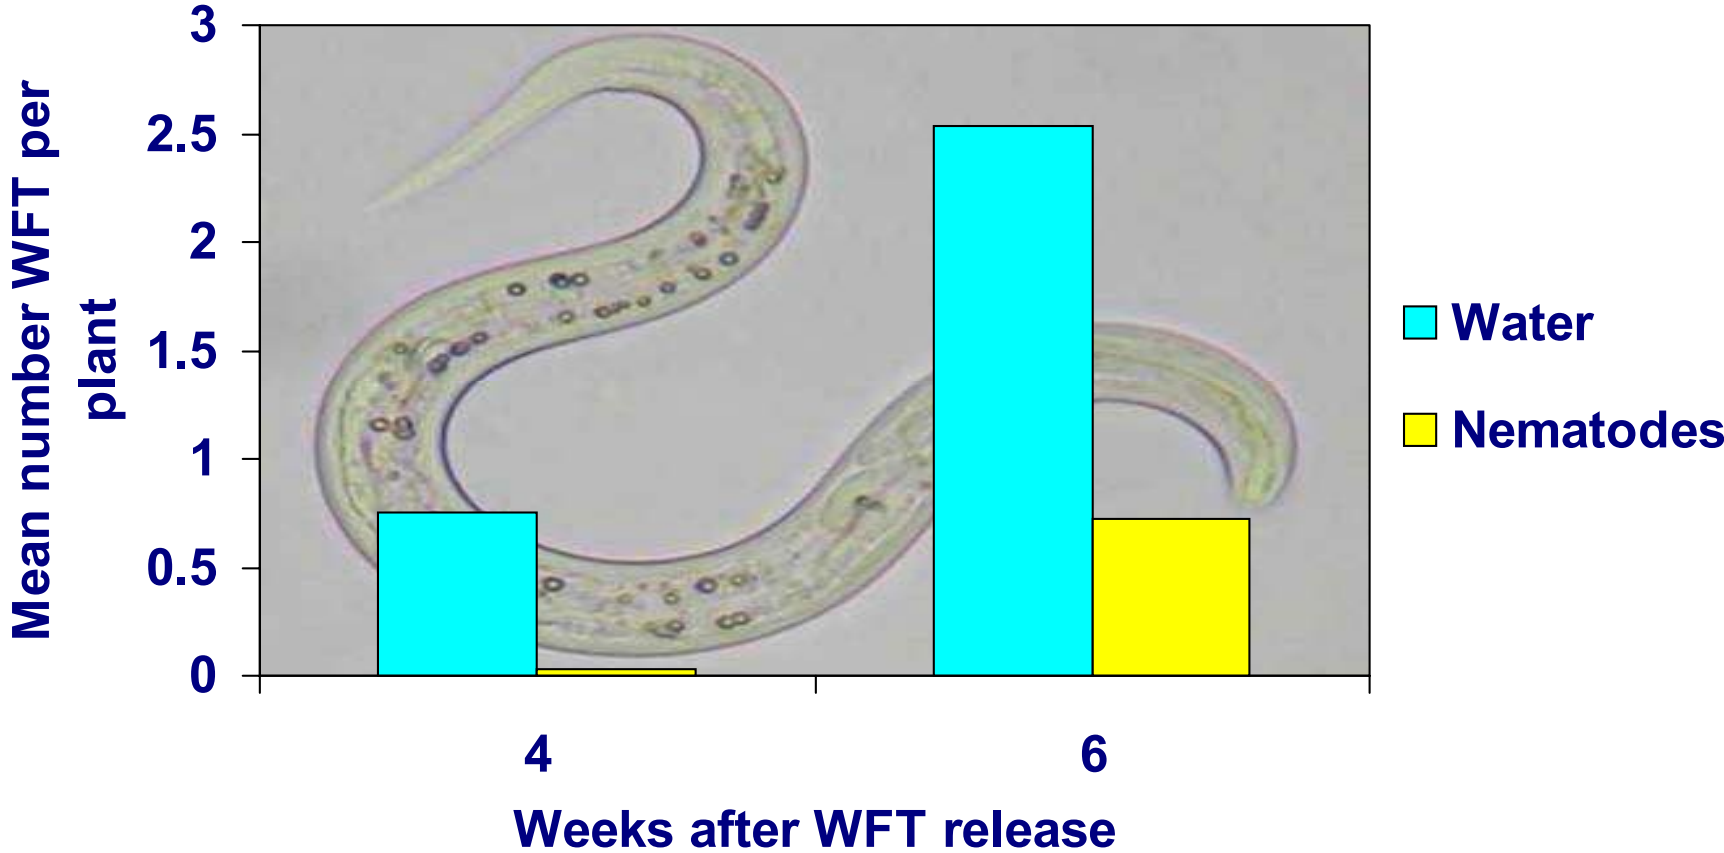 Mean number WFT per
plant
3
2.5
2
1.5
1
0.5
0
4
6
Weeks after WFT release
Water
Nematodes